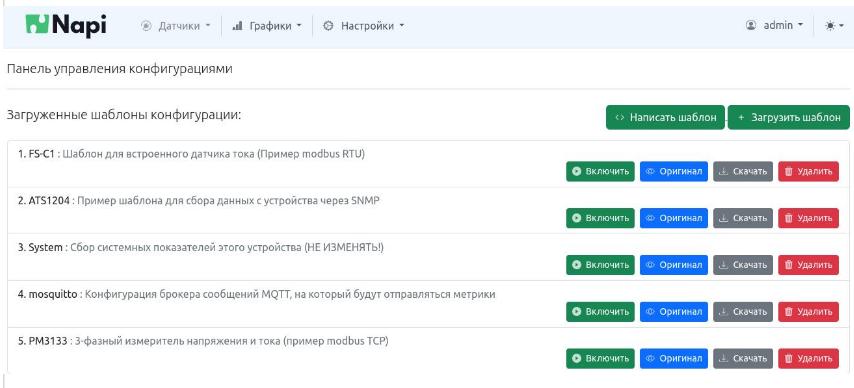 Napi Датчики Графики Настройки admin
Панель управления конфигурациями
Загруженные шаблоны конфигурации: <> Написать шаблон + Загрузить шаблон
1. FS-C1 : Шаблон для встроенного датчика тока (Пример modbus RTU)
Включить Оригинал Скачать Удалить
2. ATS1204 : Пример шаблона для сбора данных с устройства через SNMP
Включить Оригинал Скачать Удалить
3. System : Сбор системных показателей этого устройства (НЕ ИЗМЕНЯТЬ!)
Включить Оригинал Скачать Удалить
4. mosquitto : Конфигурация брокера сообщений MQTT, на который будут отправляться метрики
Включить Оригинал Скачать Удалить
5. PM3133 : 3-фазный измеритель напряжения и тока (пример modbus TCP)
Включить Оригинал Скачать Удалить